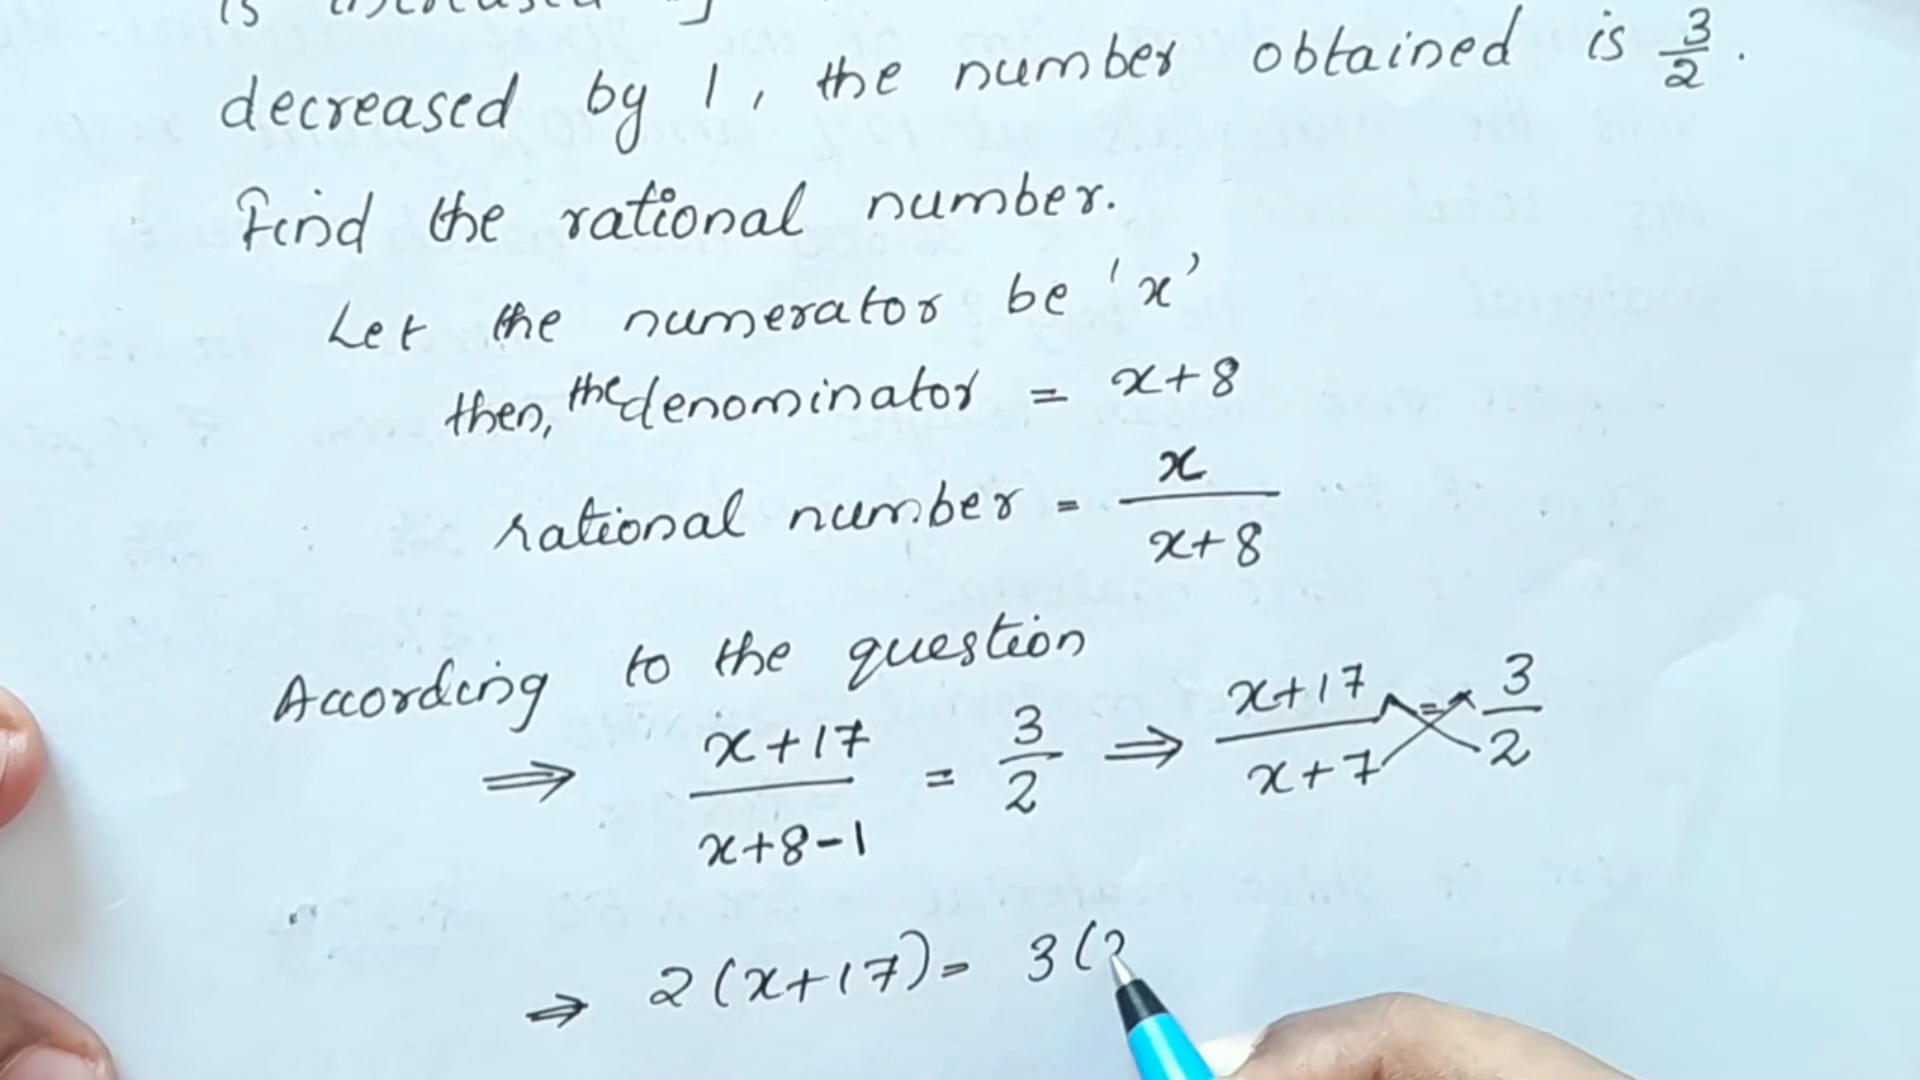 is increased
decreased by 1, the number obtained is 3/2.
Find the rational number.
Let the numerator be 'x'
then, the denominator = x+8
rational number = x/(x+8)
According to the question
⇒ (x+17)/(x+8-1) = 3/2 ⇒ (x+17)/(x+7) = 3/2
⇒ 2(x+17) = 3(